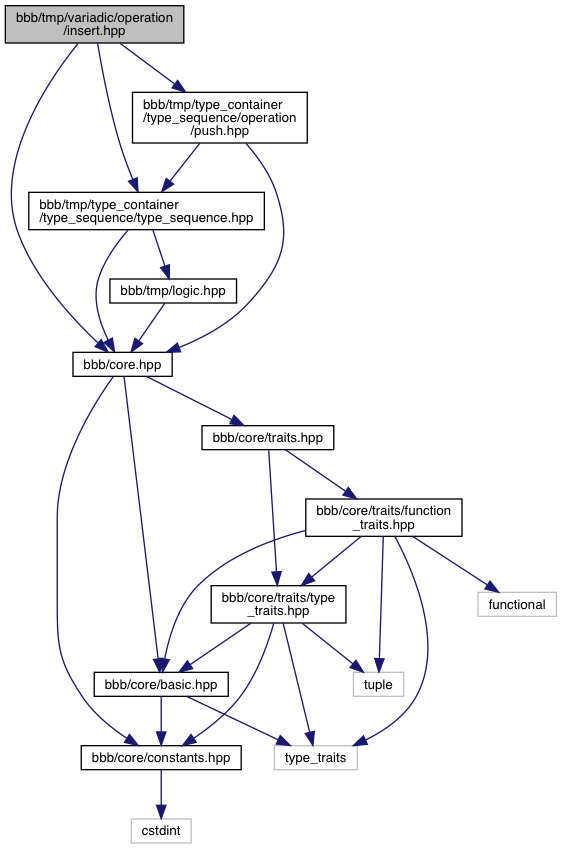 bbb/tmp/variadic/operation
/insert.hpp
bbb/tmp/type_container
/type_sequence/operation
/push.hpp
bbb/tmp/type_container
/type_sequence/type_sequence.hpp
bbb/tmp/logic.hpp
bbb/core.hpp
bbb/core/traits.hpp
bbb/core/traits/function
_traits.hpp
bbb/core/traits/type
_traits.hpp
functional
bbb/core/basic.hpp
tuple
bbb/core/constants.hpp
type_traits
cstdint